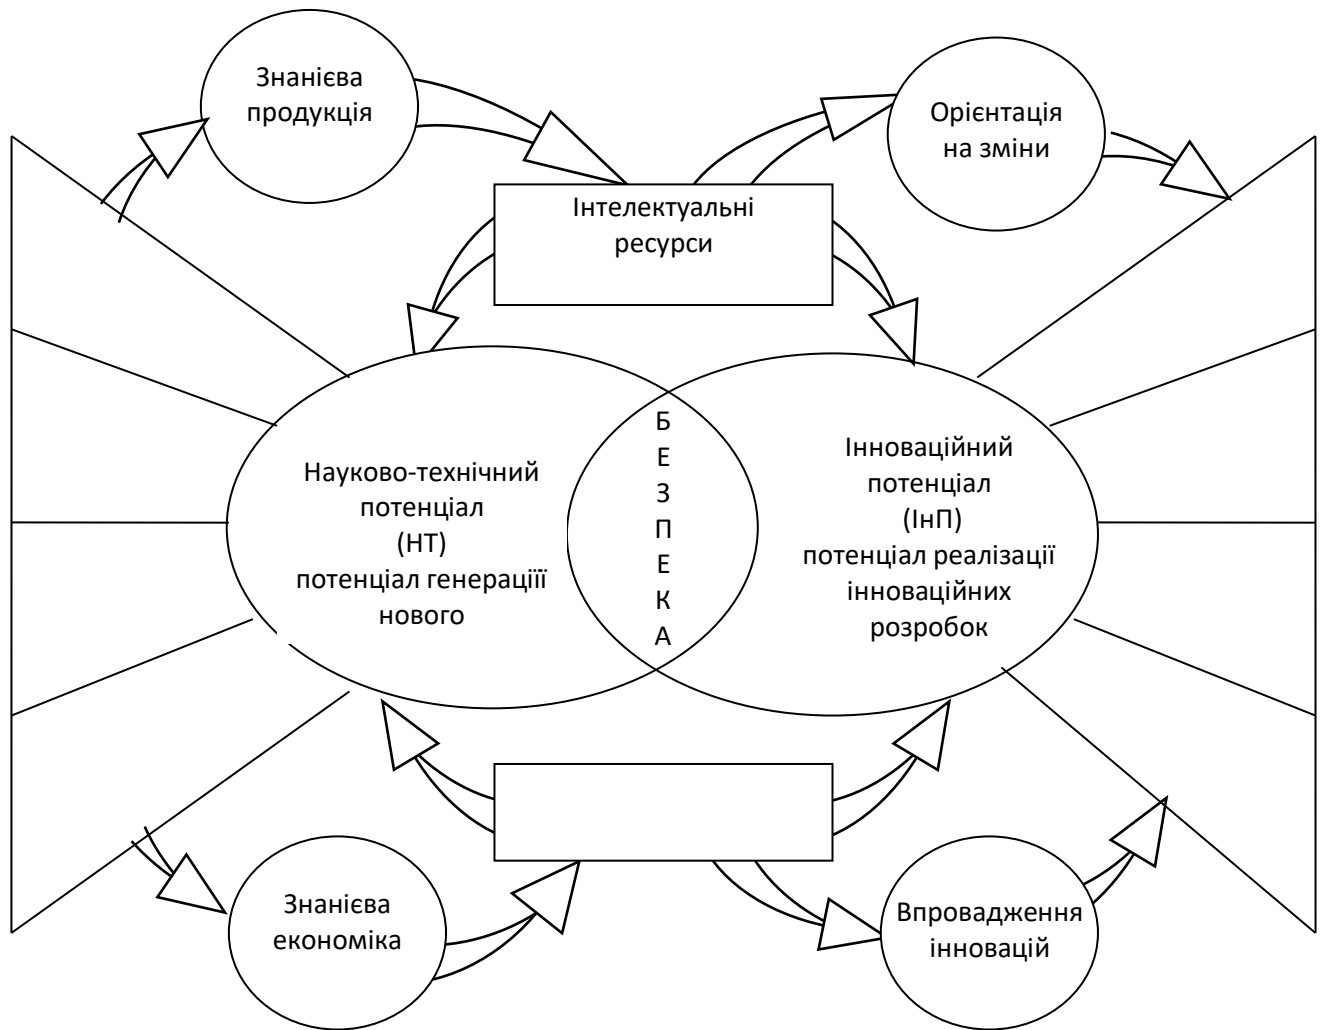 Знанієва
продукція
Орієнтація
на зміни
Інтелектуальні
ресурси
Б
Е
З
П
Е
К
А
Науково-технічний
потенціал
(НТ)
потенціал генераціїї
нового
Інноваційний
потенціал
(ІнП)
потенціал реалізації
інноваційних
розробок
Знанієва
економіка
Впровадження
інновацій